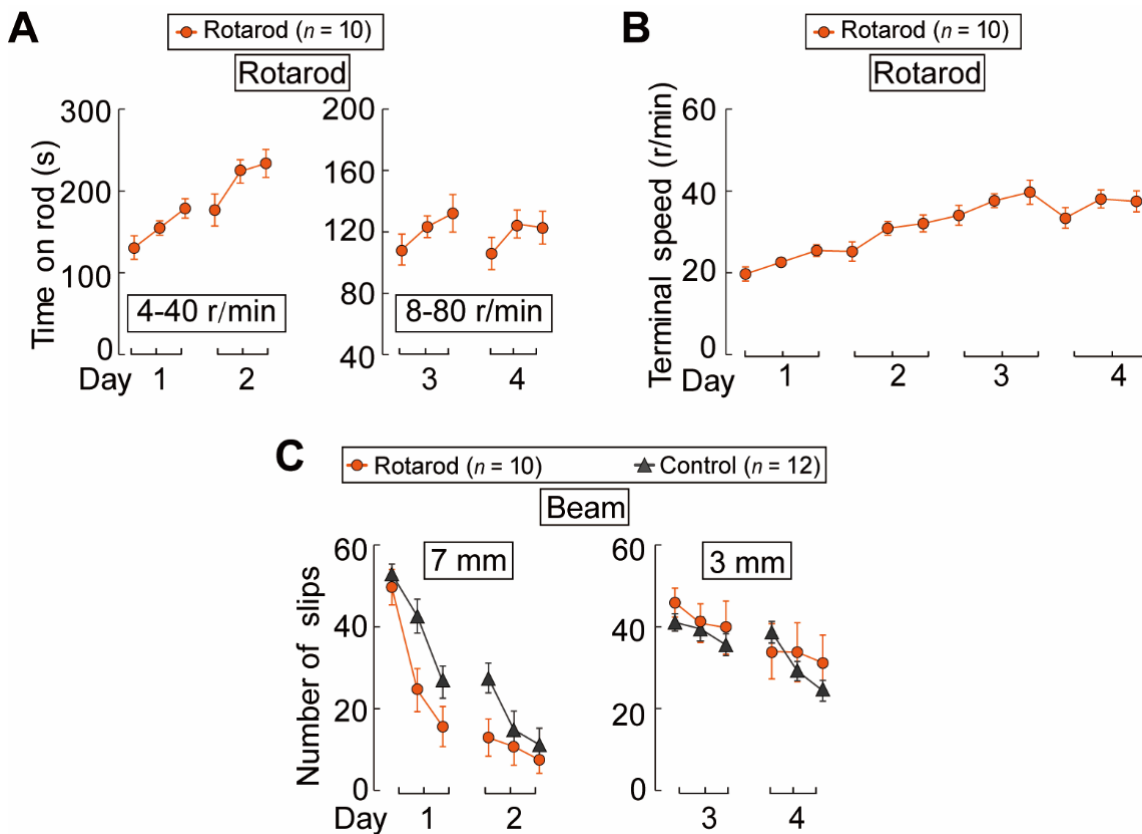 A
Rotarod (n = 10)
Rotarod
Time on rod (s)
300
200
100
0
4-40 r/min
200
160
120
80
40
8-80 r/min
Day 1 2 3 4
B
Rotarod (n = 10)
Rotarod
Terminal speed (r/min)
60
40
20
0
Day 1 2 3 4
C
Rotarod (n = 10) Control (n = 12)
Beam
Number of slips
60
40
20
0
7 mm
60
40
20
0
3 mm
Day 1 2 3 4